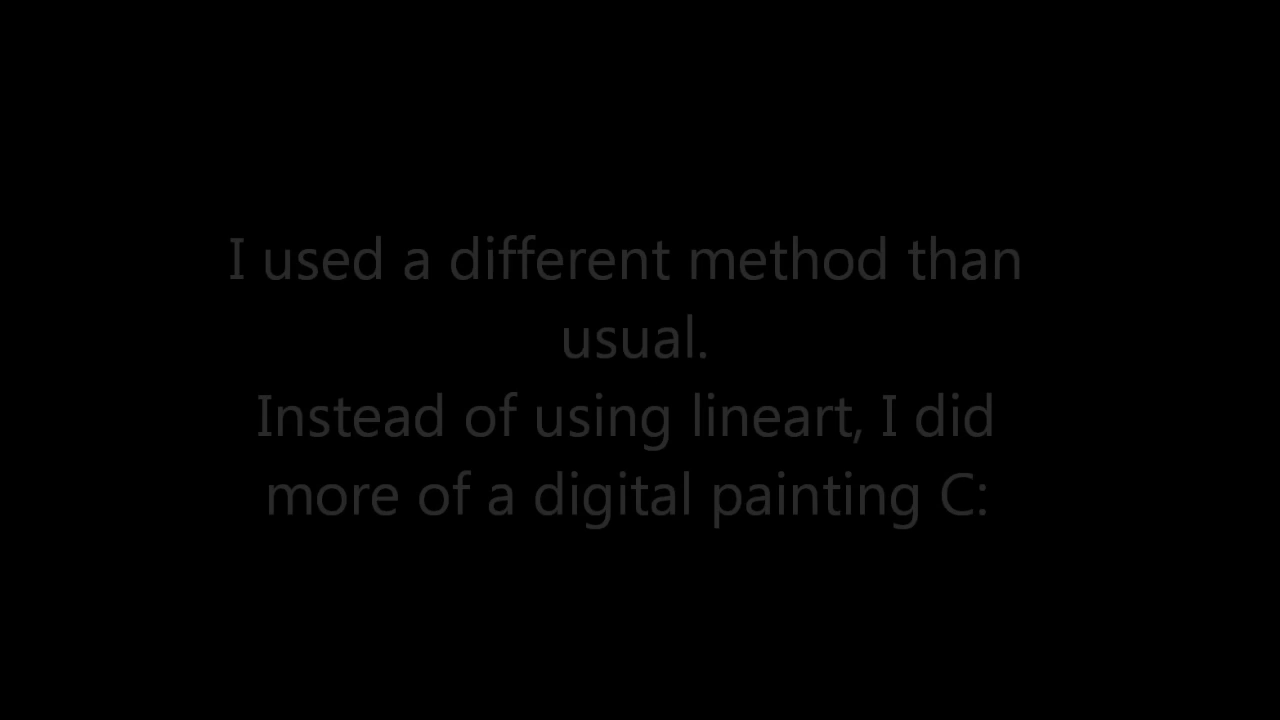 I used a different method than
usual.
Instead of using lineart, I did
more of a digital painting C: